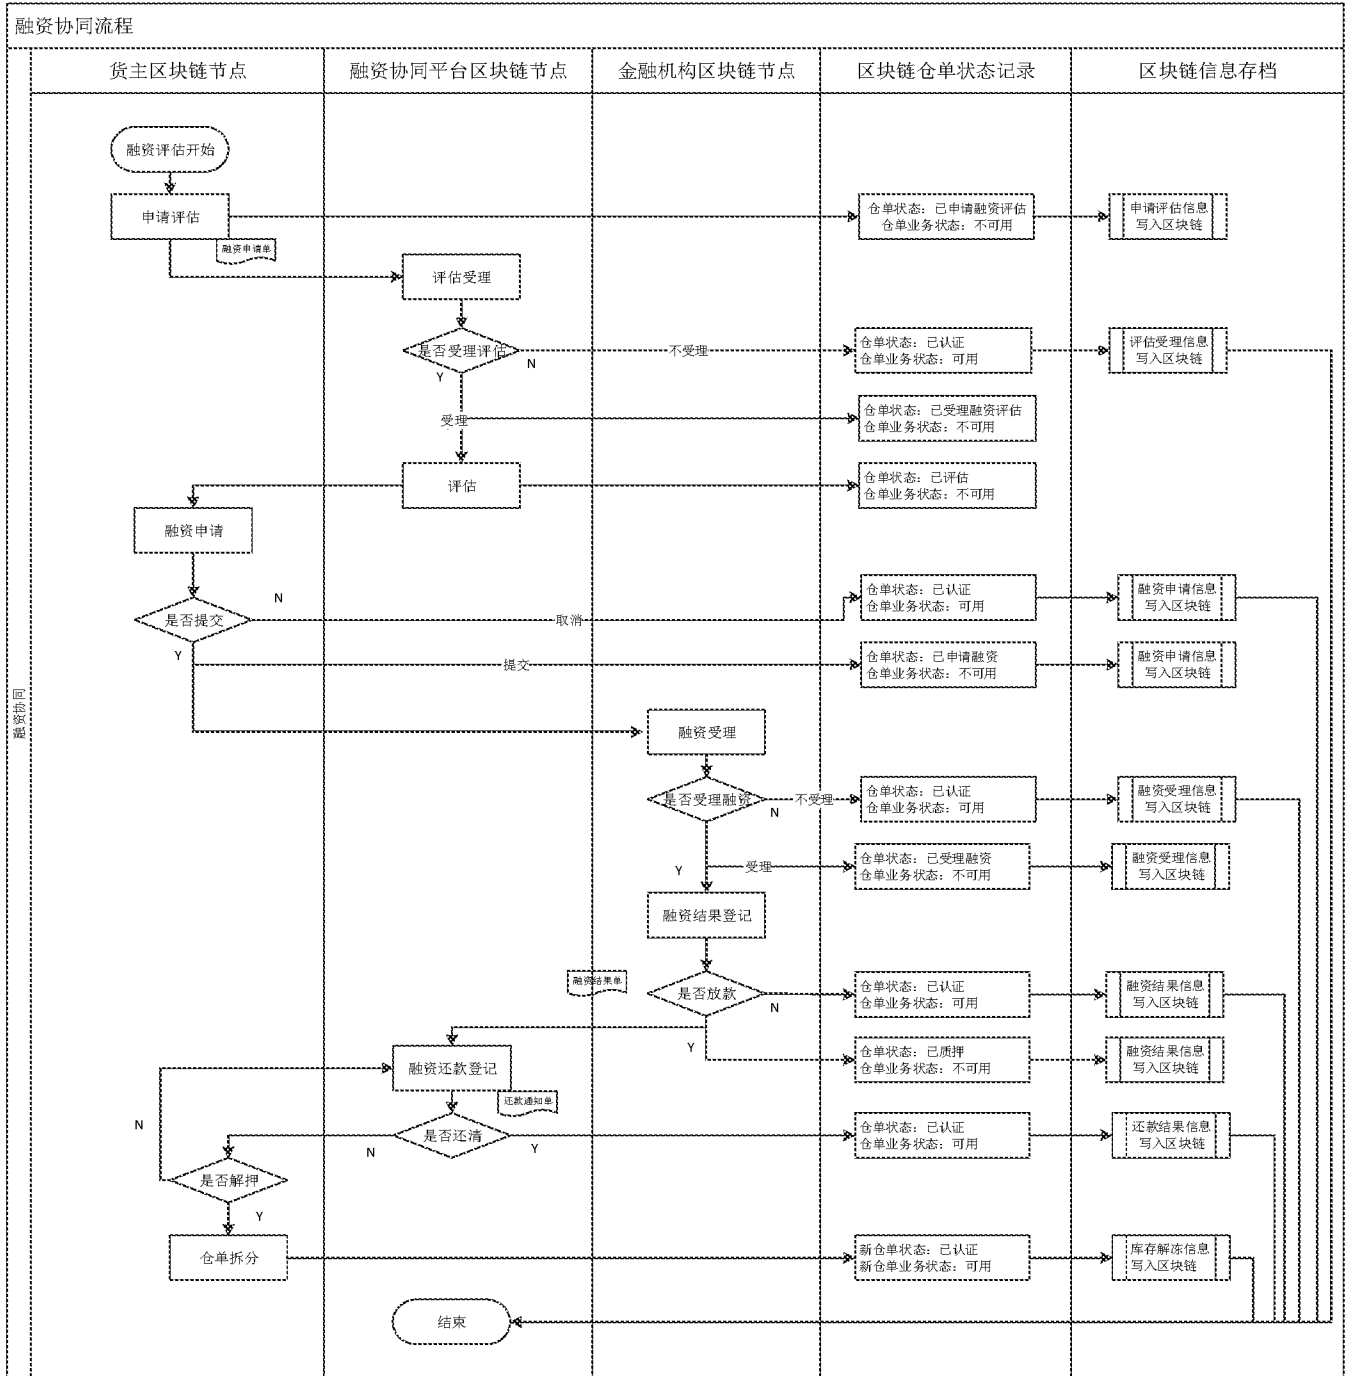 融资协同流程
货主区块链节点
融资协同平台区块链节点
金融机构区块链节点
区块链仓单状态记录
区块链信息存档
融资协同
融资评估开始
申请评估
融资申请单
仓单状态：已申请融资评估
仓单业务状态：不可用
申请评估信息
写入区块链
评估受理
是否受理评估
N
不受理
仓单状态：已认证
仓单业务状态：可用
评估受理信息
写入区块链
Y
受理
仓单状态：已受理融资评估
仓单业务状态：不可用
评估
仓单状态：已评估
仓单业务状态：不可用
融资申请
是否提交
N
取消
仓单状态：已认证
仓单业务状态：可用
融资申请信息
写入区块链
Y
提交
仓单状态：已申请融资
仓单业务状态：不可用
融资申请信息
写入区块链
融资受理
是否受理融资
N
不受理
仓单状态：已认证
仓单业务状态：可用
融资受理信息
写入区块链
Y
受理
仓单状态：已受理融资
仓单业务状态：不可用
融资受理信息
写入区块链
融资结果登记
融资结果单
是否放款
N
仓单状态：已认证
仓单业务状态：可用
融资结果信息
写入区块链
Y
仓单状态：已质押
仓单业务状态：不可用
融资结果信息
写入区块链
融资还款登记
还款通知单
是否还清
N
Y
仓单状态：已认证
仓单业务状态：可用
还款结果信息
写入区块链
N
是否解押
Y
仓单拆分
新仓单状态：已认证
新仓单业务状态：可用
库存解冻信息
写入区块链
结束